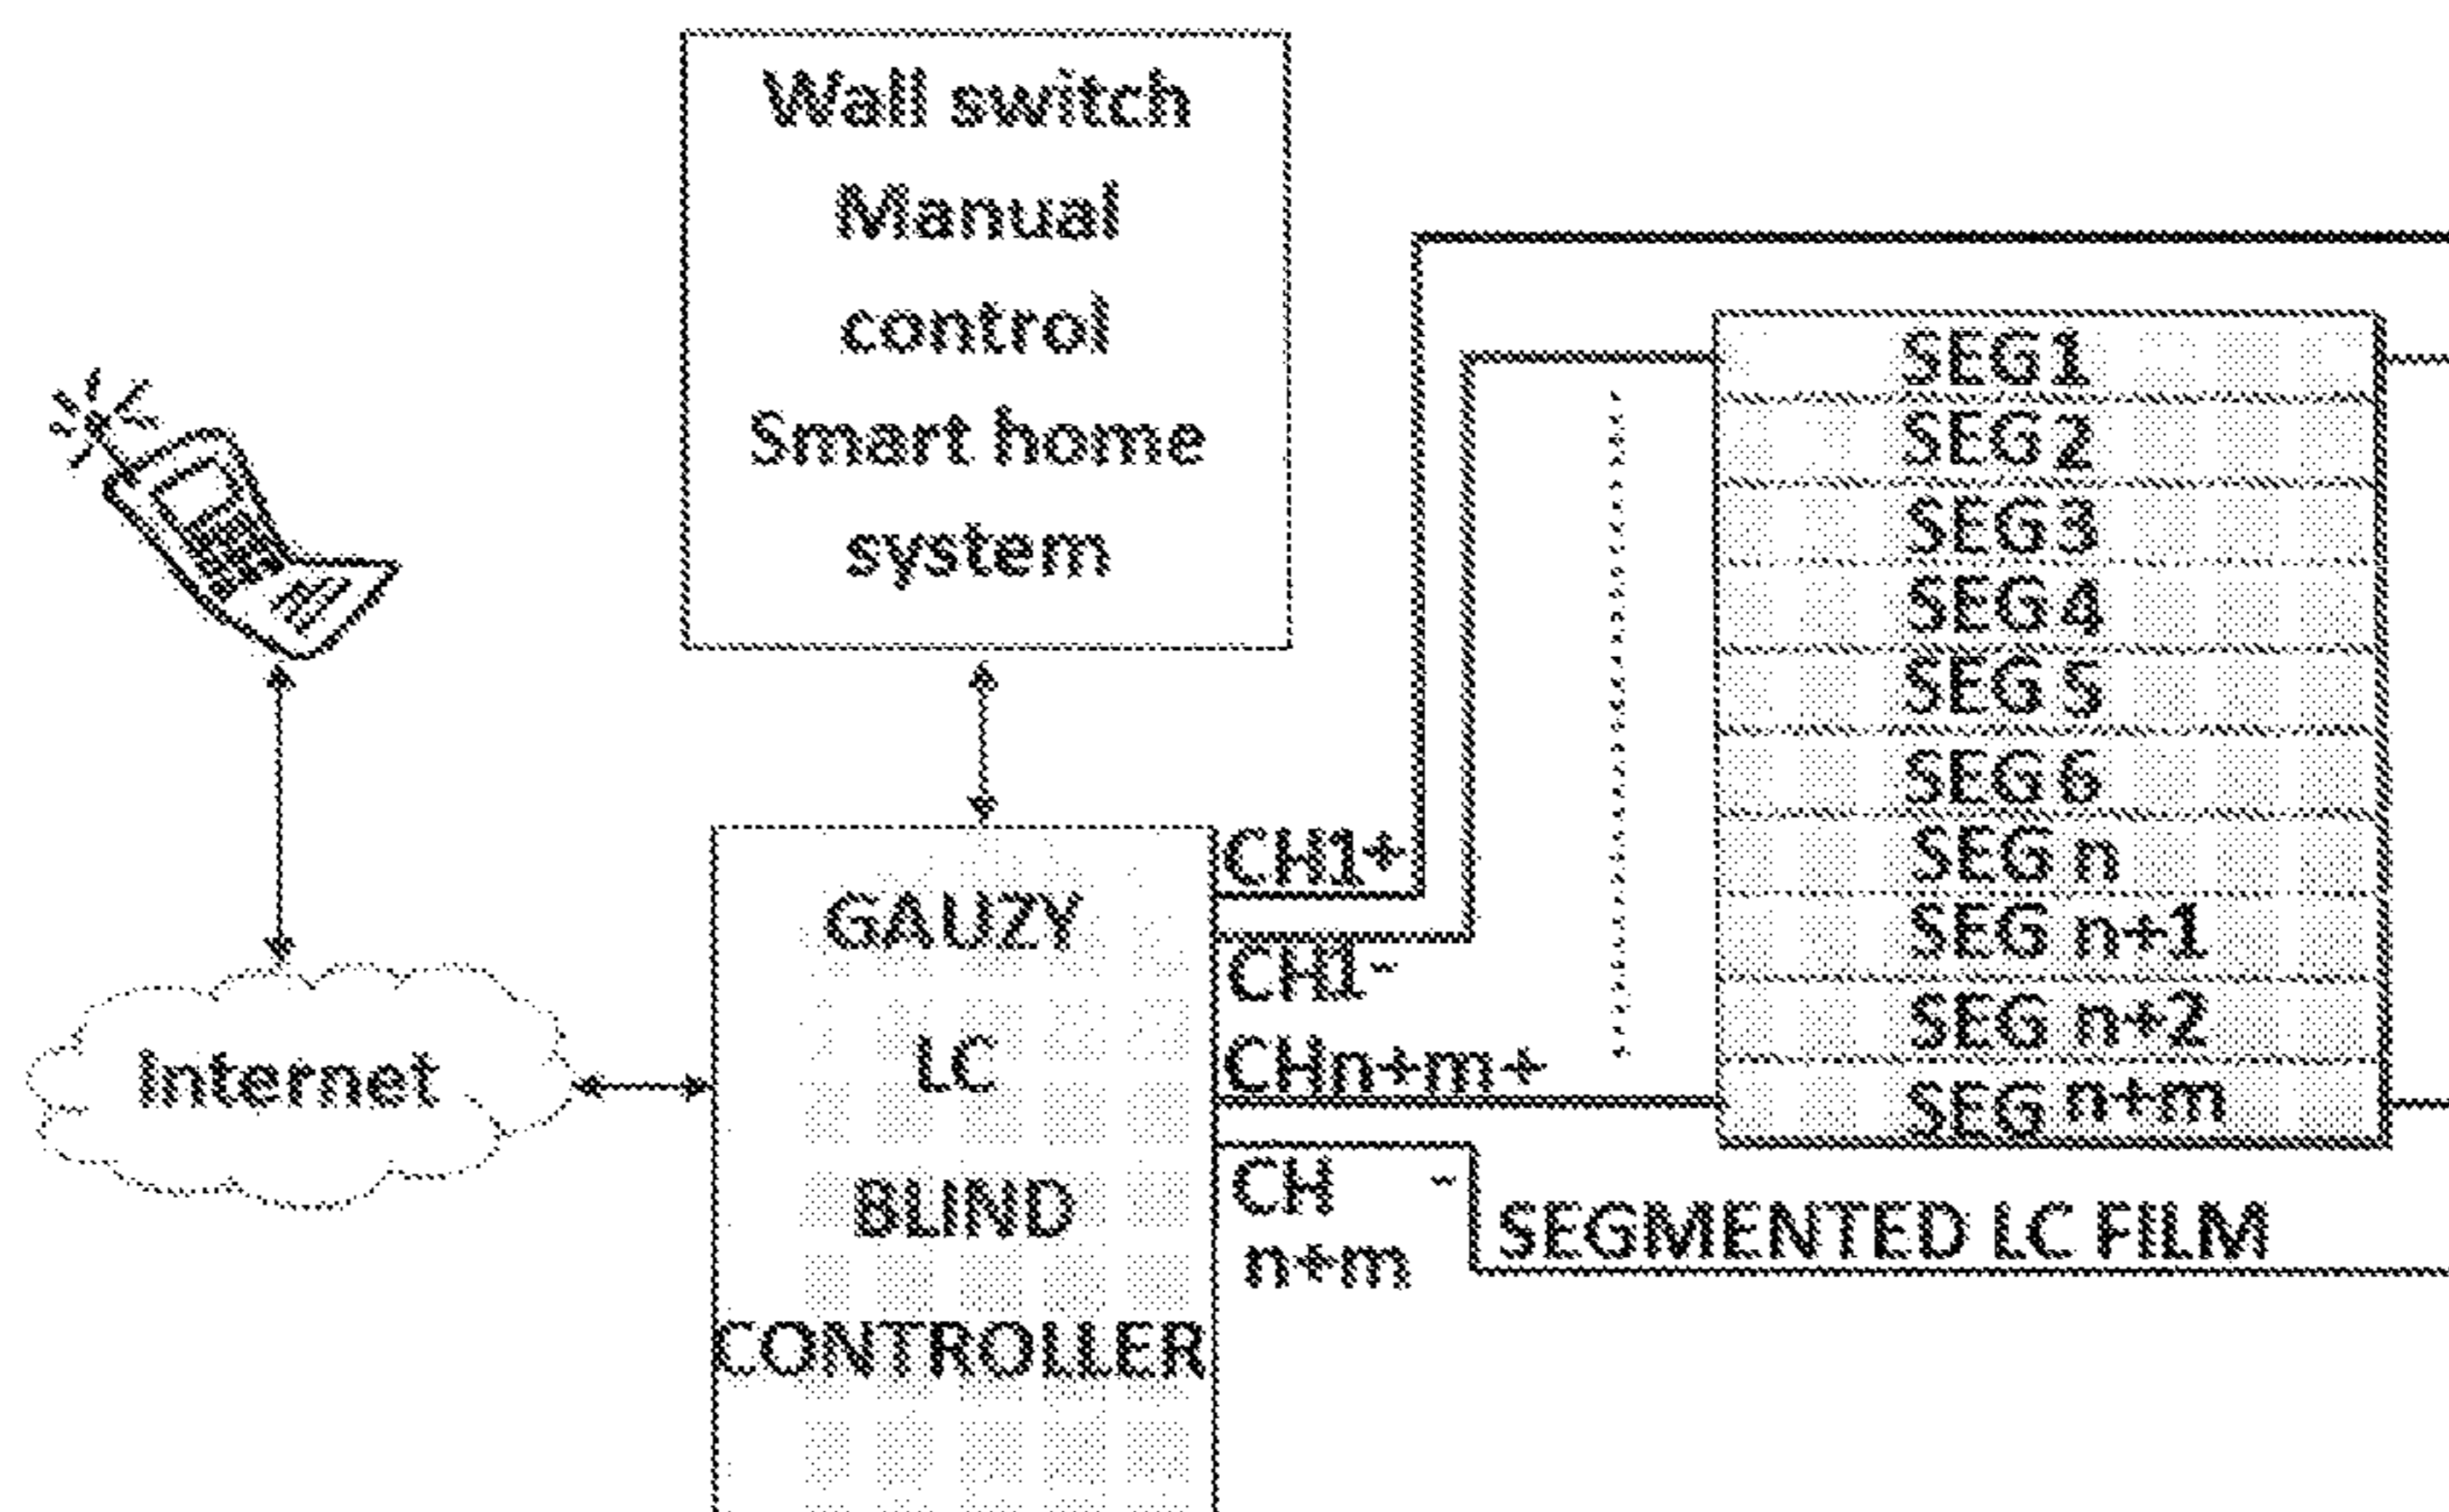 Wall switch
Manual
control
Smart home
system
SEG1
SEG2
SEG3
SEG4
SEG5
SEG6
SEG n
SEG n+1
SEG n+2
SEG n+m
CH1+
CH1-
CHn+m+
CH -
n+m
GAUZY
LC
BLIND
CONTROLLER
Internet
SEGMENTED LC FILM